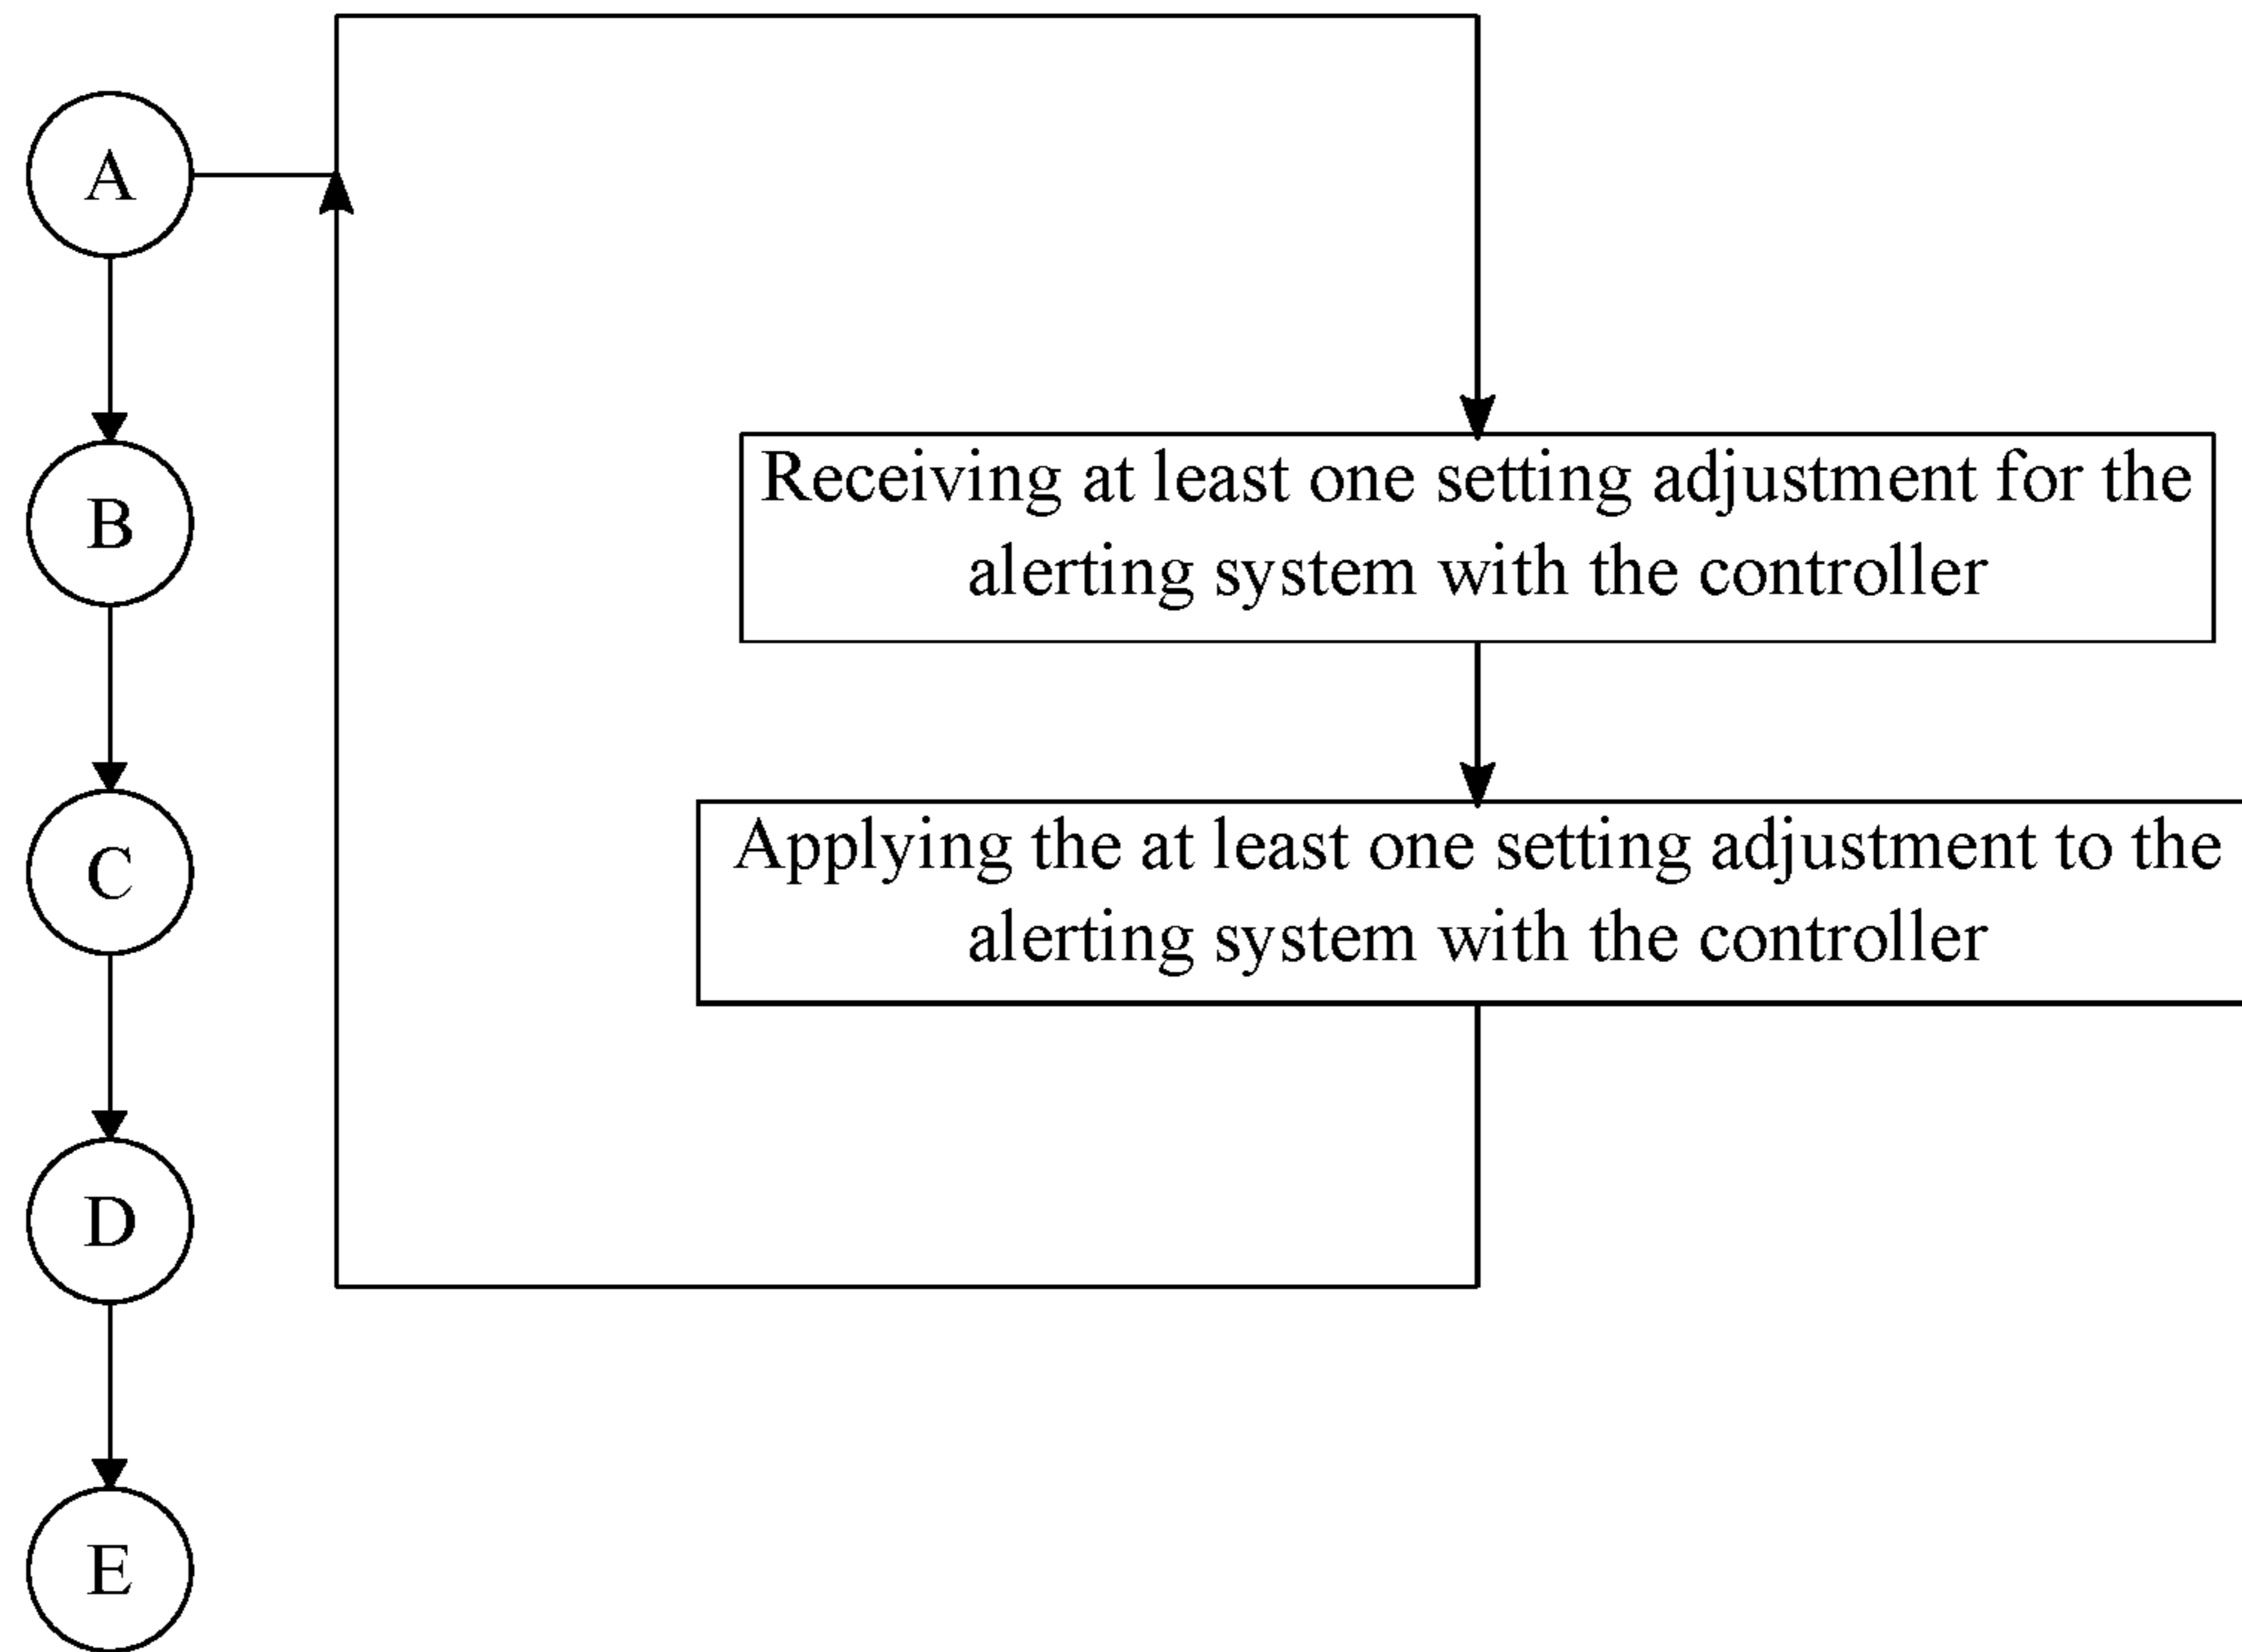 A
B
C
D
E
Receiving at least one setting adjustment for the
alerting system with the controller
Applying the at least one setting adjustment to the
alerting system with the controller